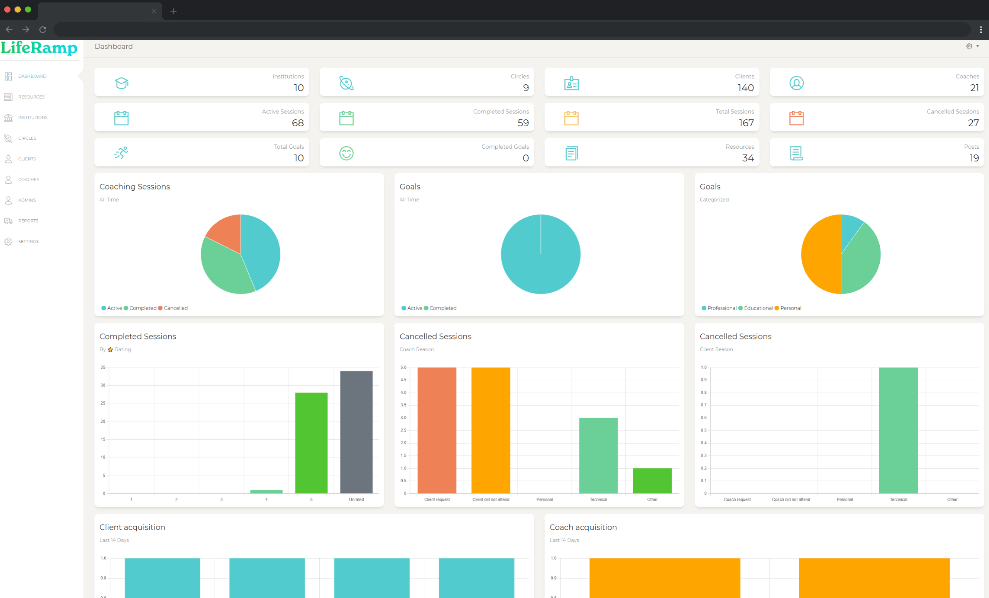 LifeRamp
Dashboard
DASHBOARD
RESOURCES
INSTITUTIONS
CIRCLES
CLIENTS
COACHES
ADMINS
REPORTS
SETTINGS
Institutions
10
Circles
9
Clients
140
Coaches
21
Active Sessions
68
Completed Sessions
59
Total Sessions
167
Cancelled Sessions
27
Total Goals
10
Completed Goals
0
Resources
34
Posts
19
Coaching Sessions
All Time
Active Completed Cancelled
Goals
All Time
Active Completed
Goals
Categorized
Professional Educational Personal
Completed Sessions
By ⭐ Rating
35
30
25
20
15
10
5
0
1 2 3 4 5 Unrated
Cancelled Sessions
Coach Reason
5.0
4.5
4.0
3.5
3.0
2.5
2.0
1.5
1.0
0.5
0
Client request Client did not attend Personal Technical Other
Cancelled Sessions
Client Reason
1.0
0.9
0.8
0.7
0.6
0.5
0.4
0.3
0.2
0.1
0
Coach request Coach did not attend Personal Technical Other
Client acquisition
Last 14 Days
1.0
0.9
0.8
Coach acquisition
Last 14 Days
1.0
0.9
0.8